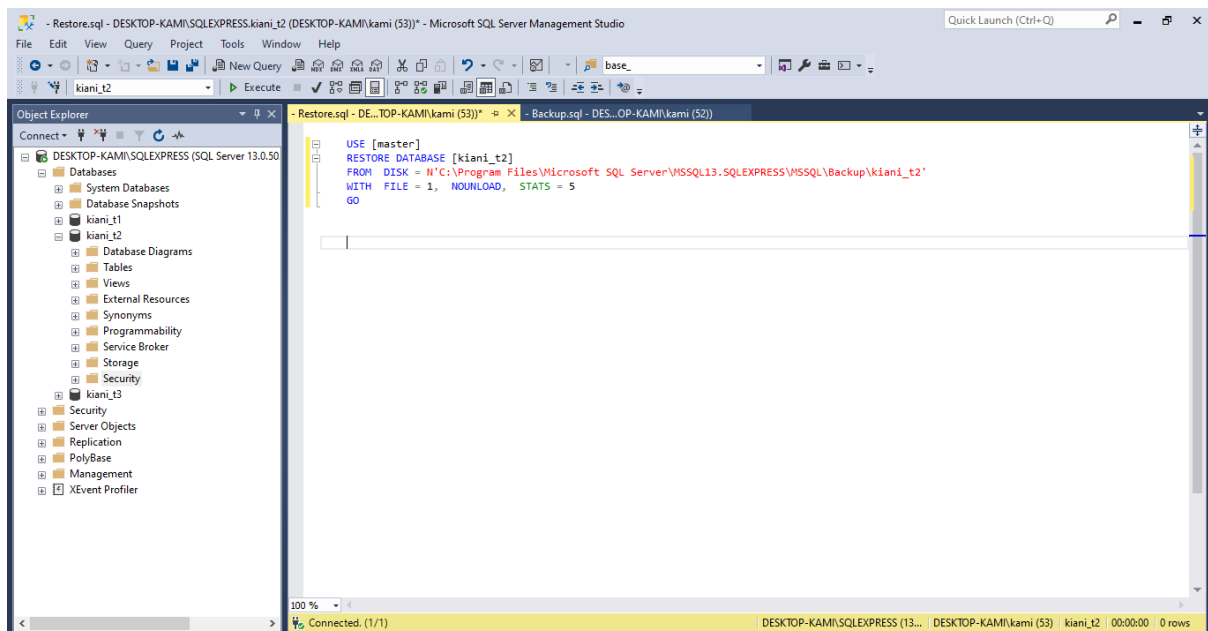 - Restore.sql - DESKTOP-KAMI\SQLEXPRESS.kiani_t2 (DESKTOP-KAMI\kami (53))* - Microsoft SQL Server Management Studio
Quick Launch (Ctrl+Q)
File Edit View Query Project Tools Window Help
New Query MDX DMX XMLA DAX base_
kiani_t2 Execute
Object Explorer
- Restore.sql - DE...TOP-KAMI\kami (53))* - Backup.sql - DES...OP-KAMI\kami (52))
Connect
DESKTOP-KAMI\SQLEXPRESS (SQL Server 13.0.50
Databases
System Databases
Database Snapshots
kiani_t1
kiani_t2
Database Diagrams
Tables
Views
External Resources
Synonyms
Programmability
Service Broker
Storage
Security
kiani_t3
Security
Server Objects
Replication
PolyBase
Management
XEvent Profiler
USE [master]
RESTORE DATABASE [kiani_t2]
FROM DISK = N'C:\Program Files\Microsoft SQL Server\MSSQL13.SQLEXPRESS\MSSQL\Backup\kiani_t2'
WITH FILE = 1, NOUNLOAD, STATS = 5
GO
100 %
Connected. (1/1)
DESKTOP-KAMI\SQLEXPRESS (13... DESKTOP-KAMI\kami (53) kiani_t2 00:00:00 0 rows